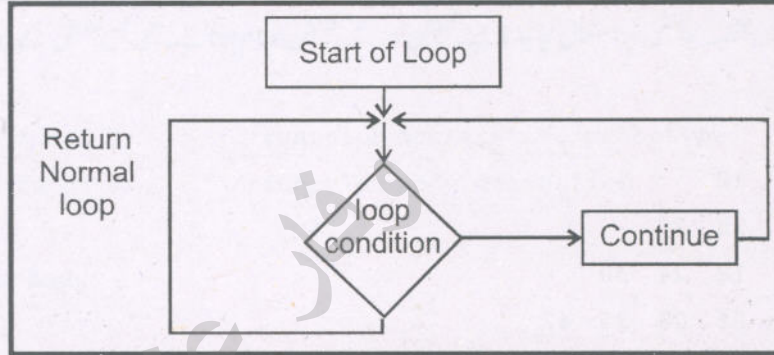 Start of Loop
Return
Normal
loop
loop
condition
Continue